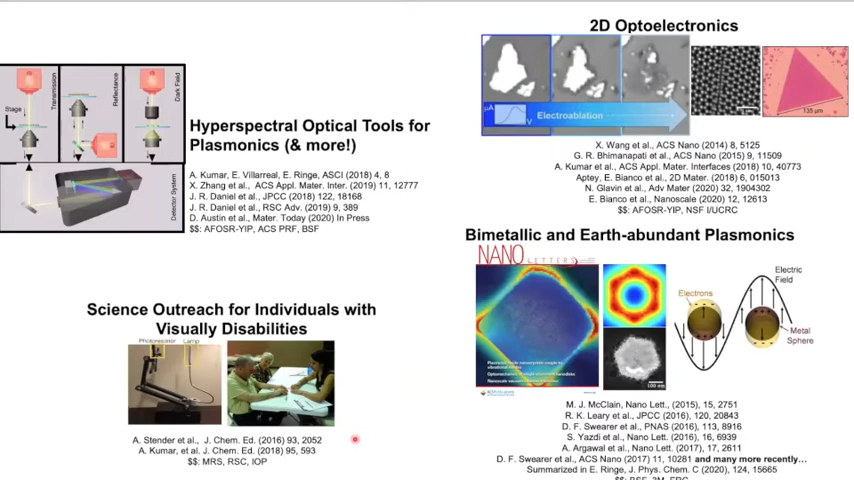 Transmission
Reflectance
Dark Field
Stage
Detector System
Hyperspectral Optical Tools for
Plasmonics (& more!)
A. Kumar, E. Villarreal, E. Ringe, ASCI (2018) 4, 8
X. Zhang et al., ACS Appl. Mater. Inter. (2019) 11, 12777
J. R. Daniel et al., JPCC (2018) 122, 18168
J. R. Daniel et al., RSC Adv. (2019) 9, 389
D. Austin et al., Mater. Today (2020) In Press
$$: AFOSR-YIP, ACS PRF, BSF
Science Outreach for Individuals with
Visually Disabilities
Photoresistor Lamp
A. Stender et al., J. Chem. Ed. (2016) 93, 2052
A. Kumar, et al. J. Chem. Ed. (2018) 95, 593
$$: MRS, RSC, IOP
2D Optoelectronics
µA
V
Electroablation
135 µm
X. Wang et al., ACS Nano (2014) 8, 5125
G. R. Bhimanapati et al., ACS Nano (2015) 9, 11509
A. Kumar et al., ACS Appl. Mater. Interfaces (2018) 10, 40773
Aptey, E. Bianco et al., 2D Mater. (2018) 6, 015013
N. Glavin et al., Adv Mater (2020) 32, 1904302
E. Bianco et al., Nanoscale (2020) 12, 12613
$$: AFOSR-YIP, NSF I/UCRC
Bimetallic and Earth-abundant Plasmonics
NANO LETTERS
100 nm
Electrons
Electric
Field
Metal
Sphere
M. J. McClain, Nano Lett., (2015), 15, 2751
R. K. Leary et al., JPCC (2016), 120, 20843
D. F. Swearer et al., PNAS (2016), 113, 8916
S. Yazdi et al., Nano Lett. (2016), 16, 6939
A. Argawal et al., Nano Lett. (2017), 17, 2611
D. F. Swearer et al., ACS Nano (2017) 11, 10281 and many more recently…
Summarized in E. Ringe, J. Phys. Chem. C (2020), 124, 15665
$$: BSF, 3M, ERC